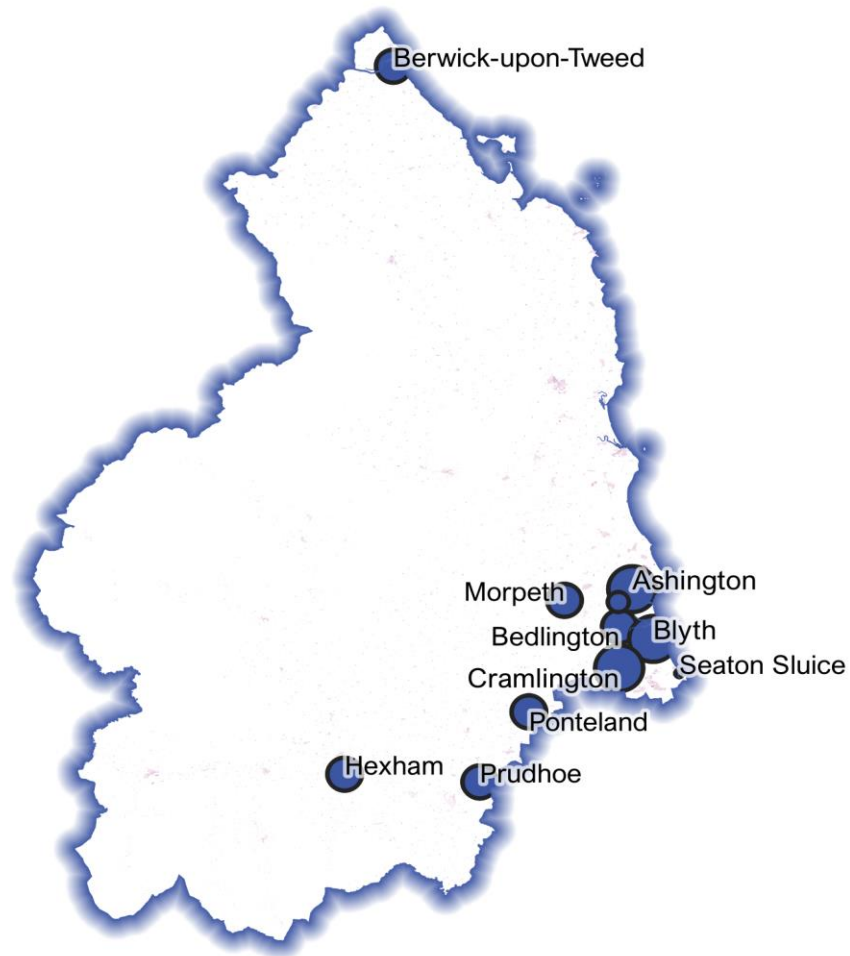 Berwick-upon-Tweed
Ashington
Morpeth
Blyth
Bedlington
Seaton Sluice
Cramlington
Ponteland
Hexham
Prudhoe